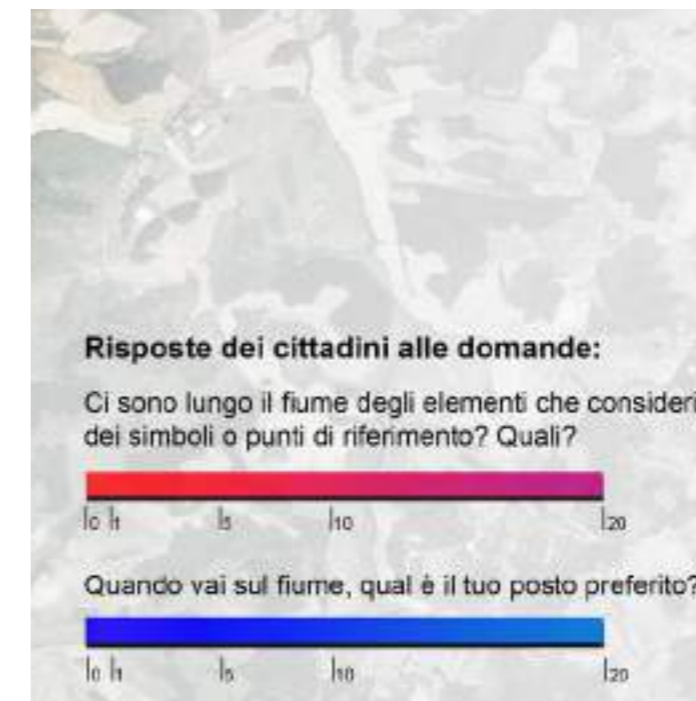 Risposte dei cittadini alle domande:
Ci sono lungo il fiume degli elementi che consideri
dei simboli o punti di riferimento? Quali?
0 1 5 10 20
Quando vai sul fiume, qual è il tuo posto preferito?
0 1 5 10 20